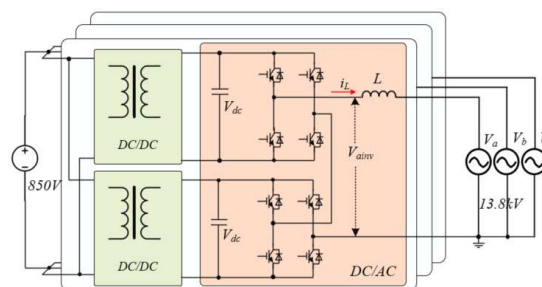 850V
DC/DC
V_dc
DC/DC
V_dc
i_L
L
V_ainv
DC/AC
V_a
V_b
13.8kV